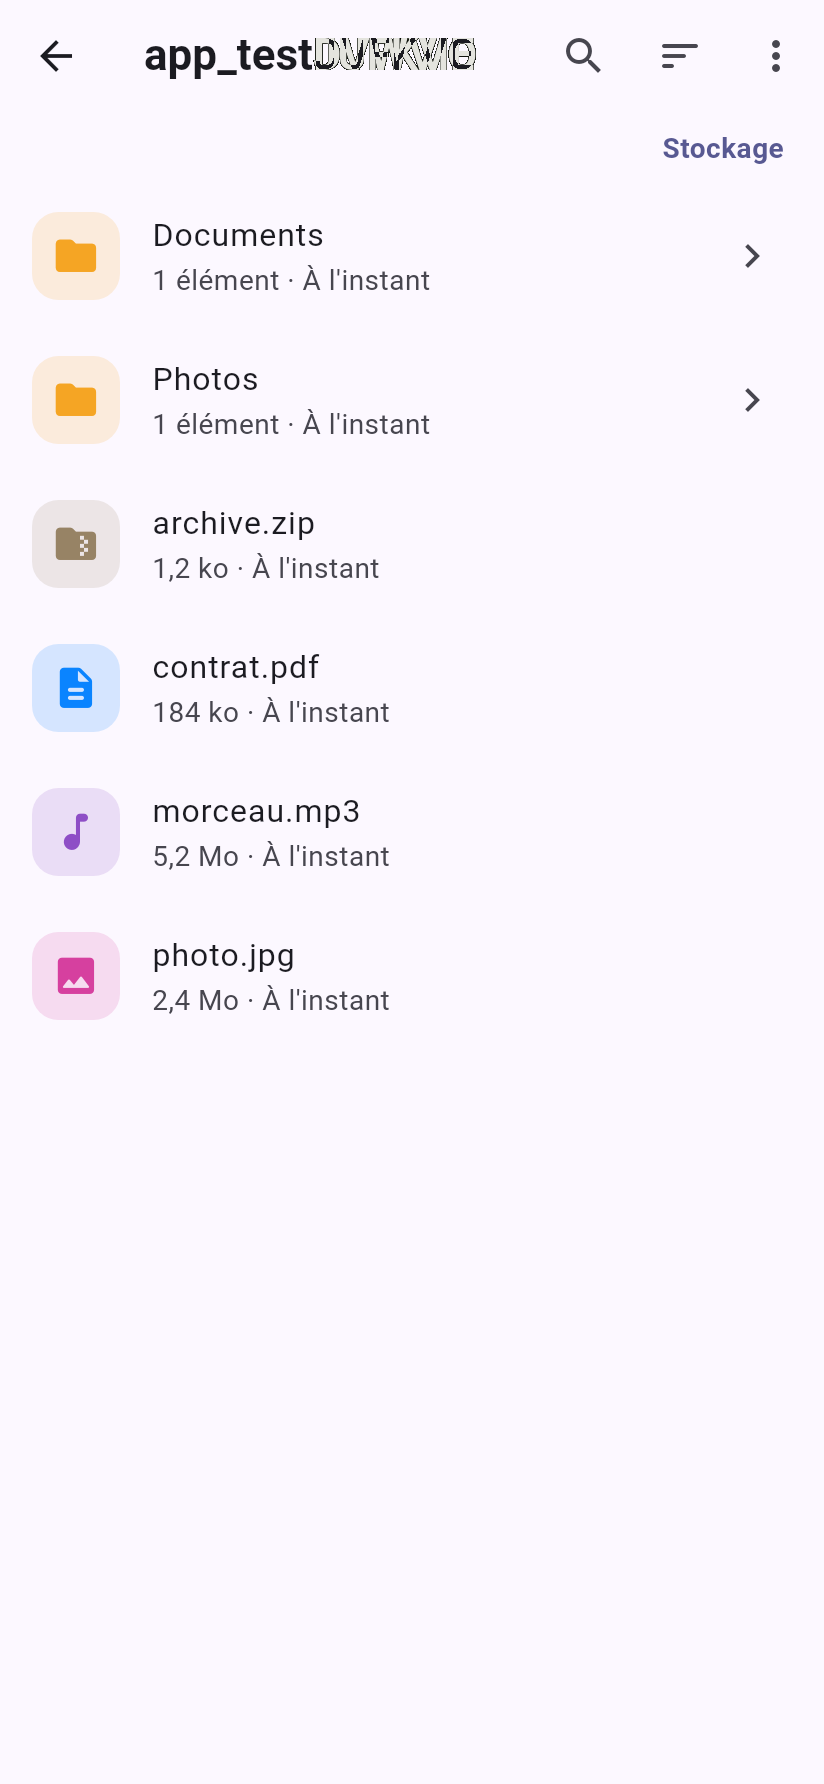 app_test
Stockage
Documents
1 élément · À l'instant
Photos
1 élément · À l'instant
archive.zip
1,2 ko · À l'instant
contrat.pdf
184 ko · À l'instant
morceau.mp3
5,2 Mo · À l'instant
photo.jpg
2,4 Mo · À l'instant